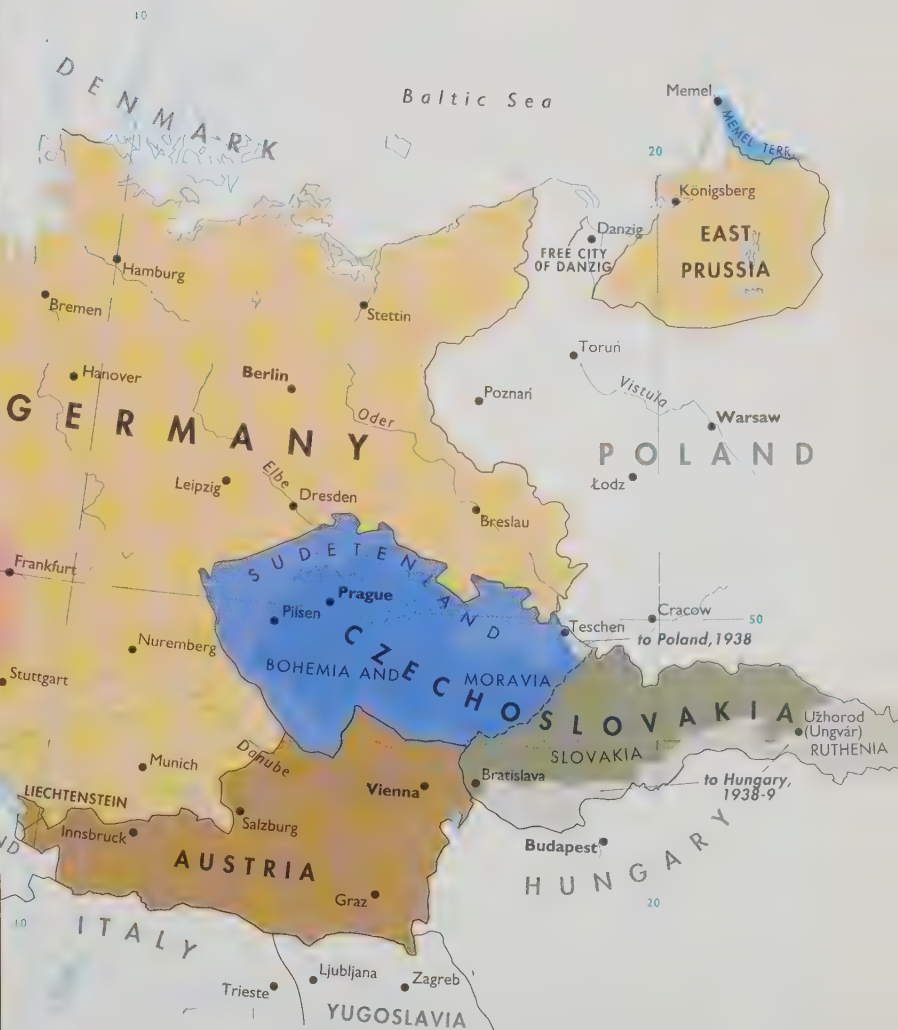 10
DENMARK
Baltic Sea
Memel
MEMEL TERR.
20
Königsberg
EAST
PRUSSIA
Danzig
FREE CITY
OF DANZIG
Hamburg
Bremen
Stettin
Hanover
Berlin
Toruń
Poznań
Vistula
Warsaw
GERMANY
Oder
POLAND
Leipzig
Elbe
Dresden
Łodz
Breslau
Frankfurt
SUDETENLAND
Prague
Pilsen
Teschen
Cracow
50
to Poland, 1938
Nuremberg
Stuttgart
CZECHOSLOVAKIA
BOHEMIA AND MORAVIA
SLOVAKIA
Užhorod
(Ungvár)
RUTHENIA
Munich
Danube
Vienna
Bratislava
to Hungary,
1938-9
LIECHTENSTEIN
Innsbruck
Salzburg
ND
AUSTRIA
Budapest
HUNGARY
Graz
20
10
ITALY
Ljubljana
Zagreb
Trieste
YUGOSLAVIA